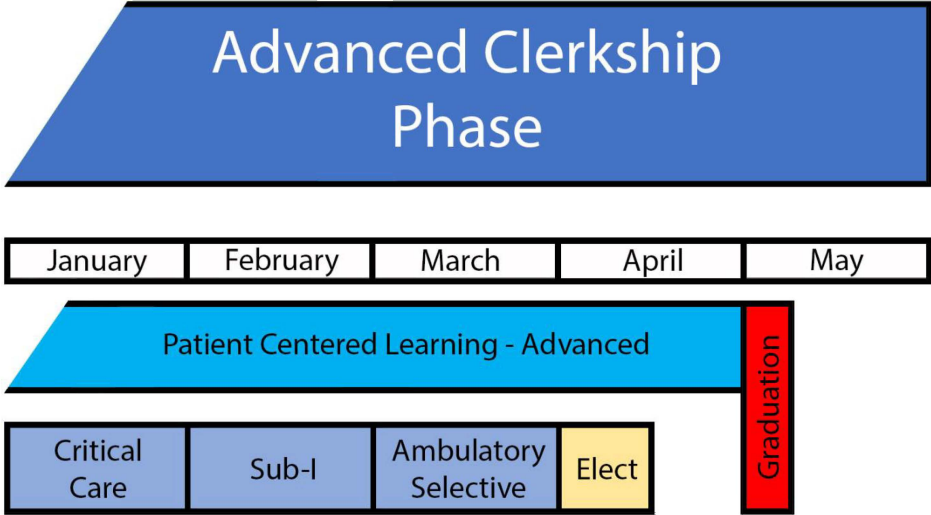 Advanced Clerkship
Phase
January
February
March
April
May
Patient Centered Learning - Advanced
Graduation
Critical
Care
Sub-I
Ambulatory
Selective
Elect